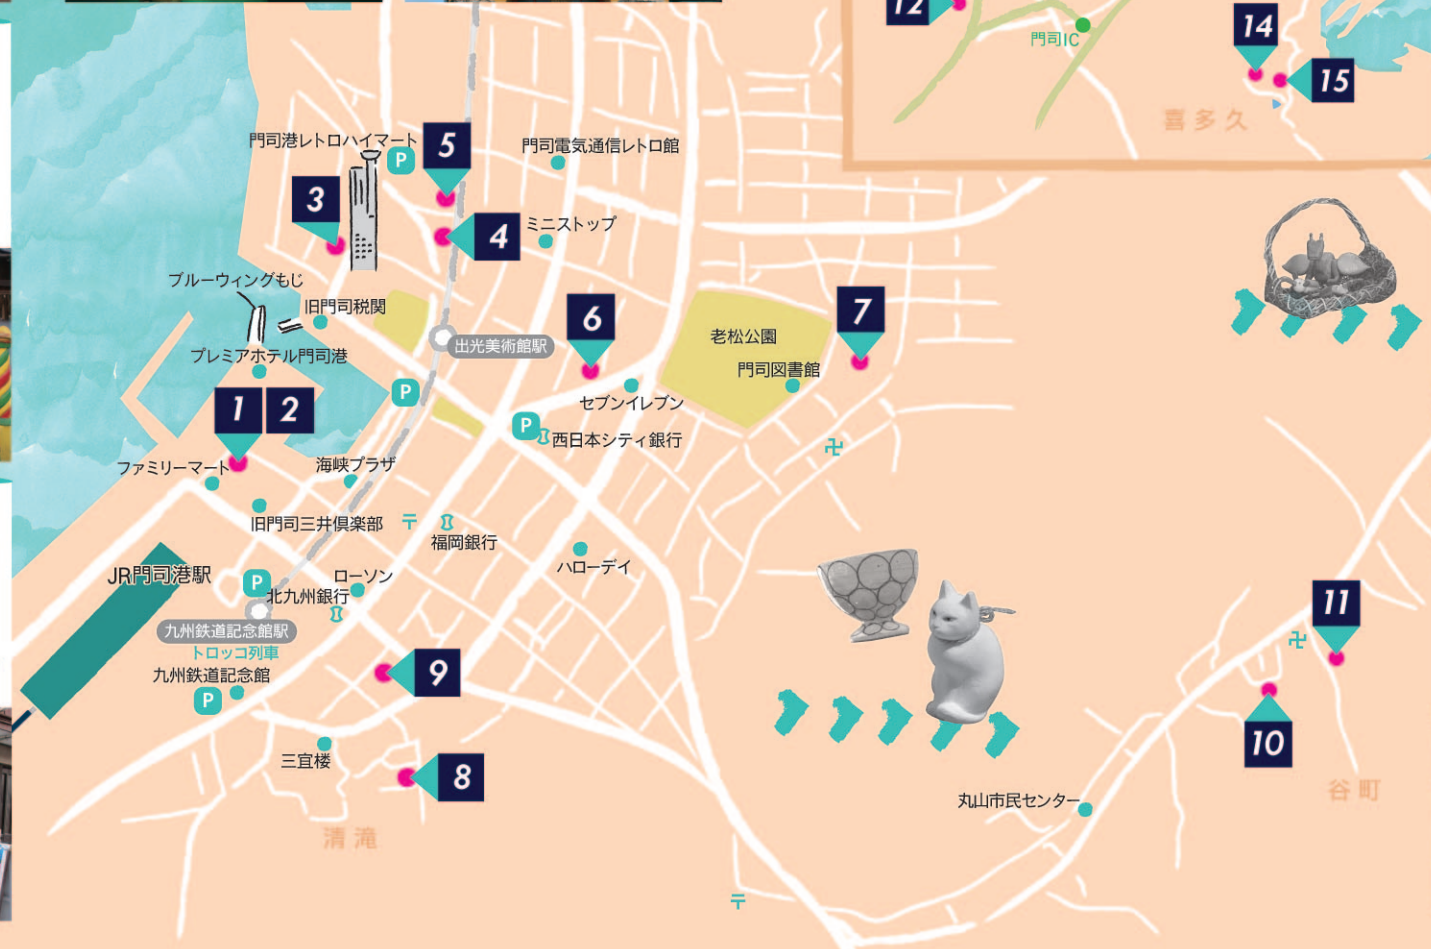 12
門司IC
14
15
喜多久
門司港レトロハイマート
P
5
門司電気通信レトロ館
3
4
ミニストップ
ブルーウィングもじ
旧門司税関
出光美術館駅
6
7
老松公園
門司図書館
プレミアホテル門司港
P
1
2
セブンイレブン
P
西日本シティ銀行
ファミリーマート
海峡プラザ
旧門司三井倶楽部
〒
福岡銀行
ハローデイ
JR門司港駅
P
ローソン
北九州銀行
九州鉄道記念館駅
トロッコ列車
九州鉄道記念館
P
9
三宜楼
8
清滝
11
10
谷町
丸山市民センター
〒